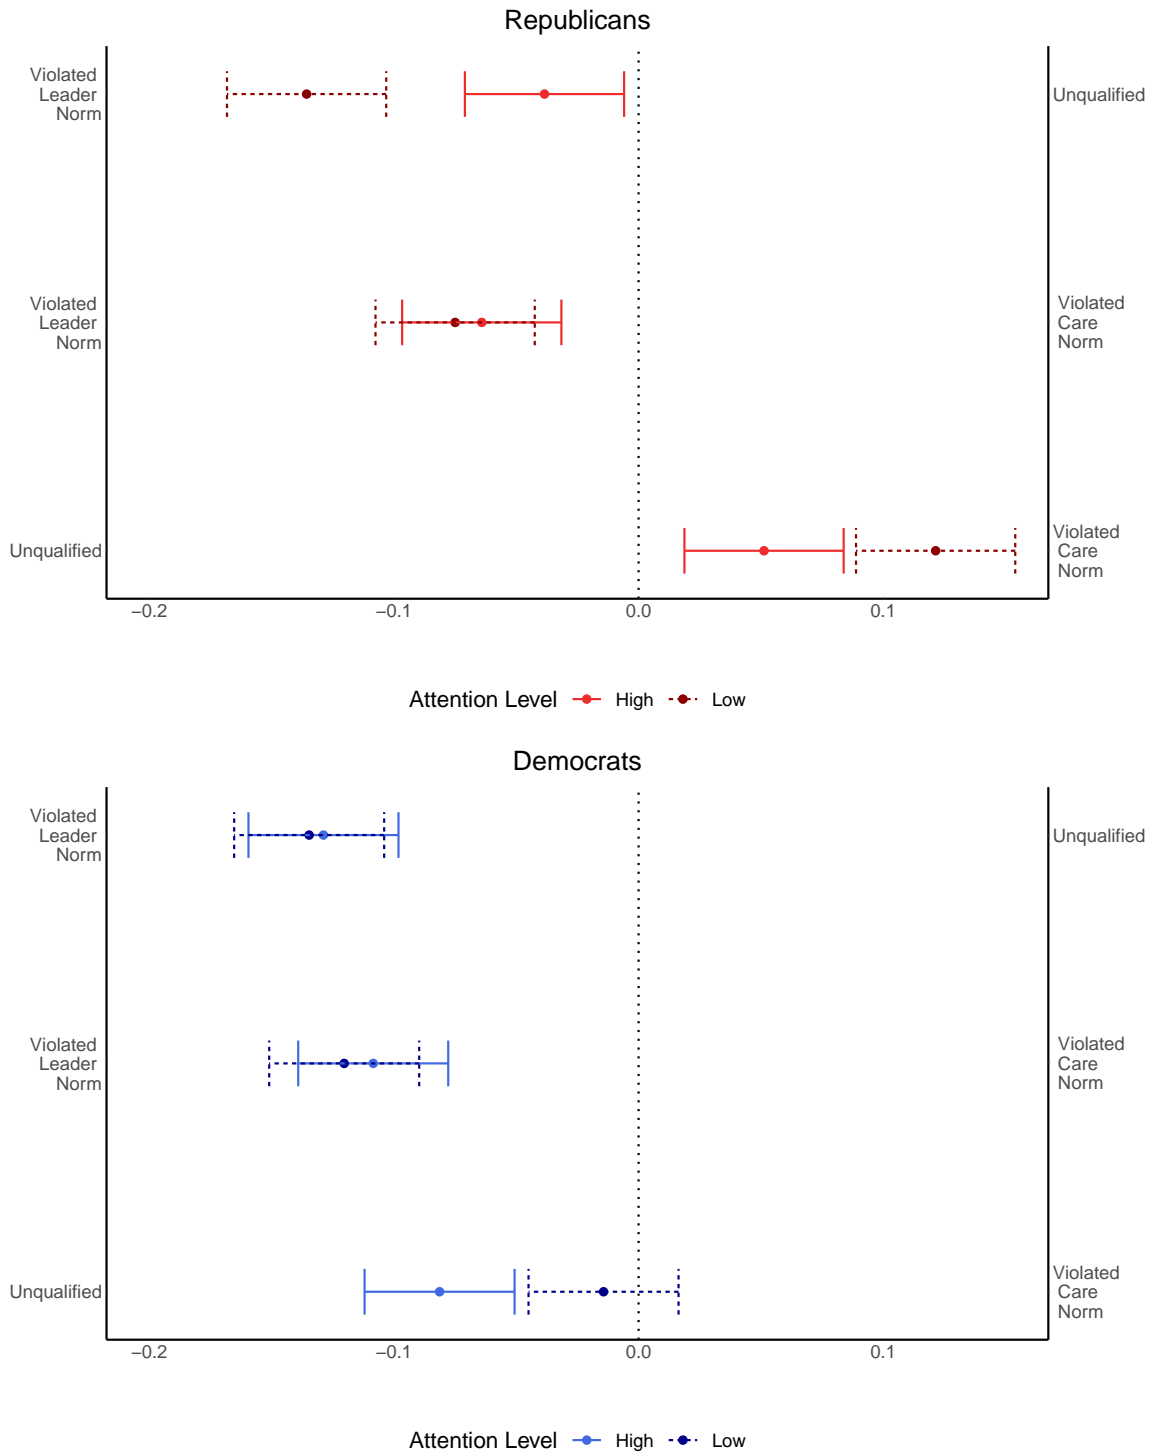 Republicans
Violated
Leader
Norm
Unqualified
Violated
Leader
Norm
Violated
Care
Norm
Unqualified
Violated
Care
Norm
−0.2
−0.1
0.0
0.1
Attention Level High Low
Democrats
Violated
Leader
Norm
Unqualified
Violated
Leader
Norm
Violated
Care
Norm
Unqualified
Violated
Care
Norm
−0.2
−0.1
0.0
0.1
Attention Level High Low